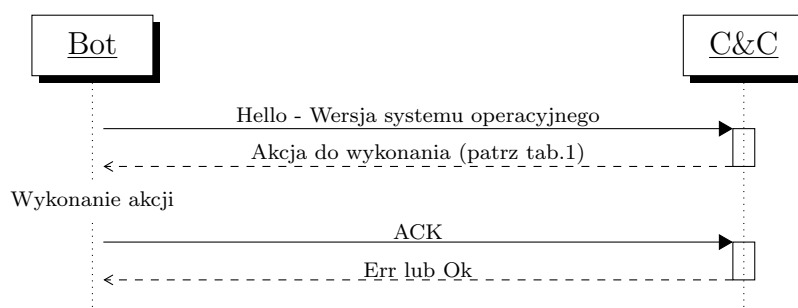 Bot
C&C
Hello - Wersja systemu operacyjnego
Akcja do wykonania (patrz tab.1)
Wykonanie akcji
ACK
Err lub Ok